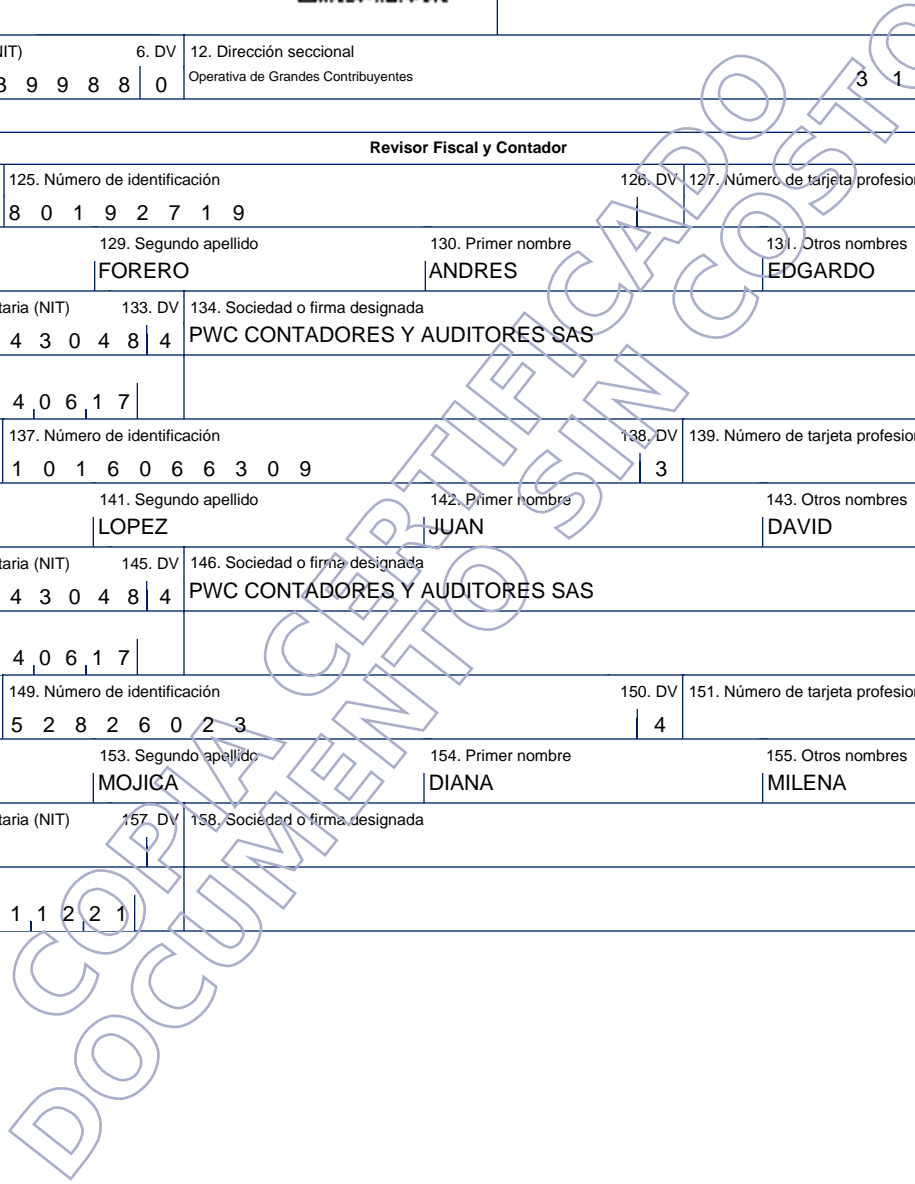 IIT) 6. DV 12. Dirección seccional
3 9 9 8 8 0 Operativa de Grandes Contribuyentes 3 1
Revisor Fiscal y Contador
125. Número de identificación 126. DV 127. Número de tarjeta profesion
8 0 1 9 2 7 1 9
129. Segundo apellido 130. Primer nombre 131. Otros nombres
FORERO ANDRES EDGARDO
taria (NIT) 133. DV 134. Sociedad o firma designada
4 3 0 4 8 4 PWC CONTADORES Y AUDITORES SAS
4 0 6 1 7
137. Número de identificación 138. DV 139. Número de tarjeta profesion
1 0 1 6 0 6 6 3 0 9 3
141. Segundo apellido 142. Primer nombre 143. Otros nombres
LOPEZ JUAN DAVID
taria (NIT) 145. DV 146. Sociedad o firma designada
4 3 0 4 8 4 PWC CONTADORES Y AUDITORES SAS
4 0 6 1 7
149. Número de identificación 150. DV 151. Número de tarjeta profesion
5 2 8 2 6 0 2 3 4
153. Segundo apellido 154. Primer nombre 155. Otros nombres
MOJICA DIANA MILENA
taria (NIT) 157. DV 158. Sociedad o firma designada
1 1 2 2 1
COPIA CERTIFICADO
DOCUMENTO SIN COSTO